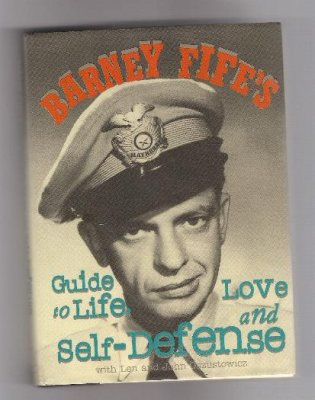 BARNEY FIFE'S
Guide
to Life,
Love
and
Self-Defense
with Len and John Oszustowicz